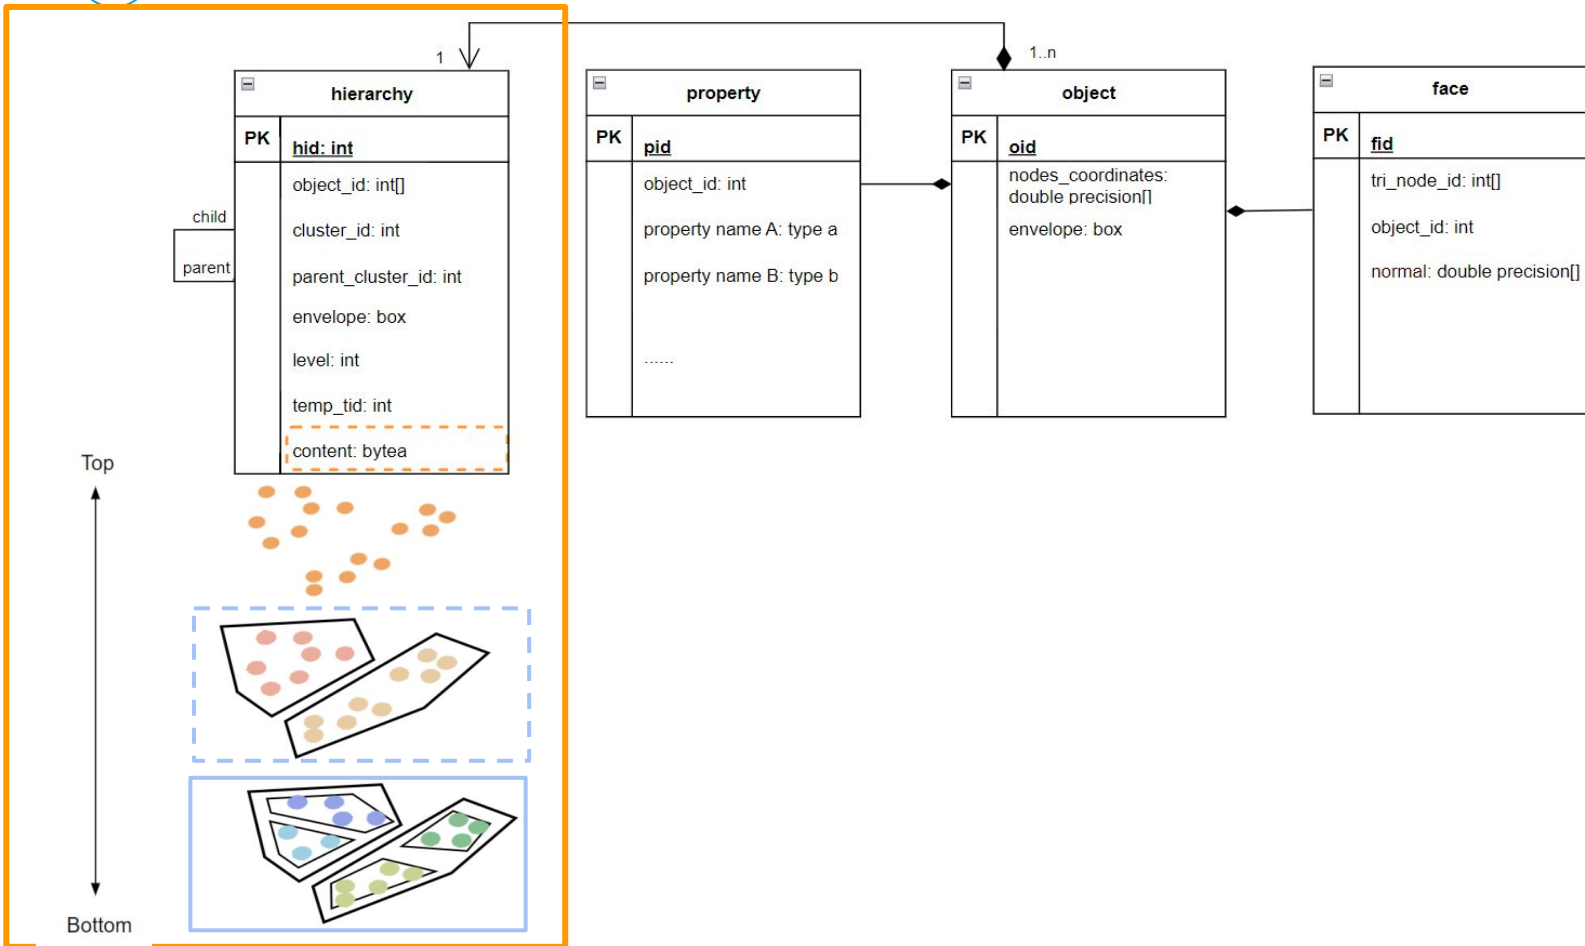 1
1..n
hierarchy
PK
hid: int
object_id: int[]
cluster_id: int
parent_cluster_id: int
envelope: box
level: int
temp_tid: int
content: bytea
child
parent
property
PK
pid
object_id: int
property name A: type a
property name B: type b
......
object
PK
oid
nodes_coordinates:
double precision[]
envelope: box
face
PK
fid
tri_node_id: int[]
object_id: int
normal: double precision[]
Top
Bottom